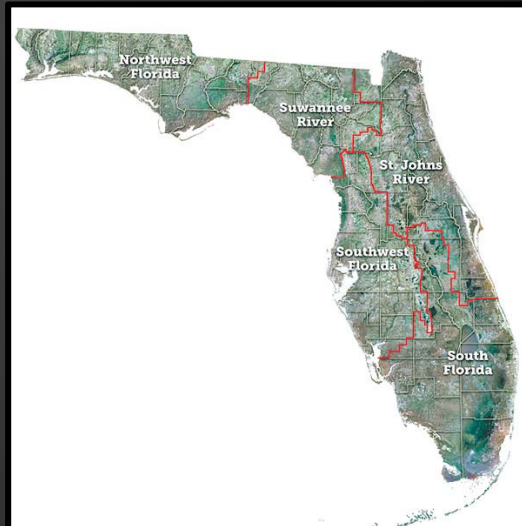 Northwest
Florida
Suwannee
River
St. Johns
River
Southwest
Florida
South
Florida